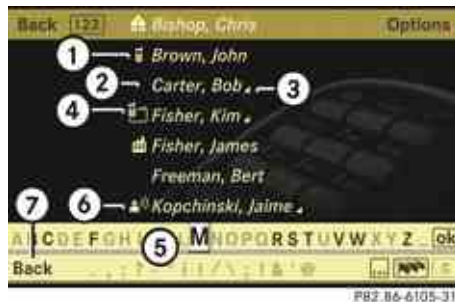 Back 123 Bishop, Chris Options
1 Brown, John
2 Carter, Bob 3
4 Fisher, Kim
Fisher, James
Freeman, Bert
6 Kopchinski, Jaime
7 5
A B C D E F G H M N O P Q R S T U V W X Y Z _ ok
Back
P82.86-6105-31